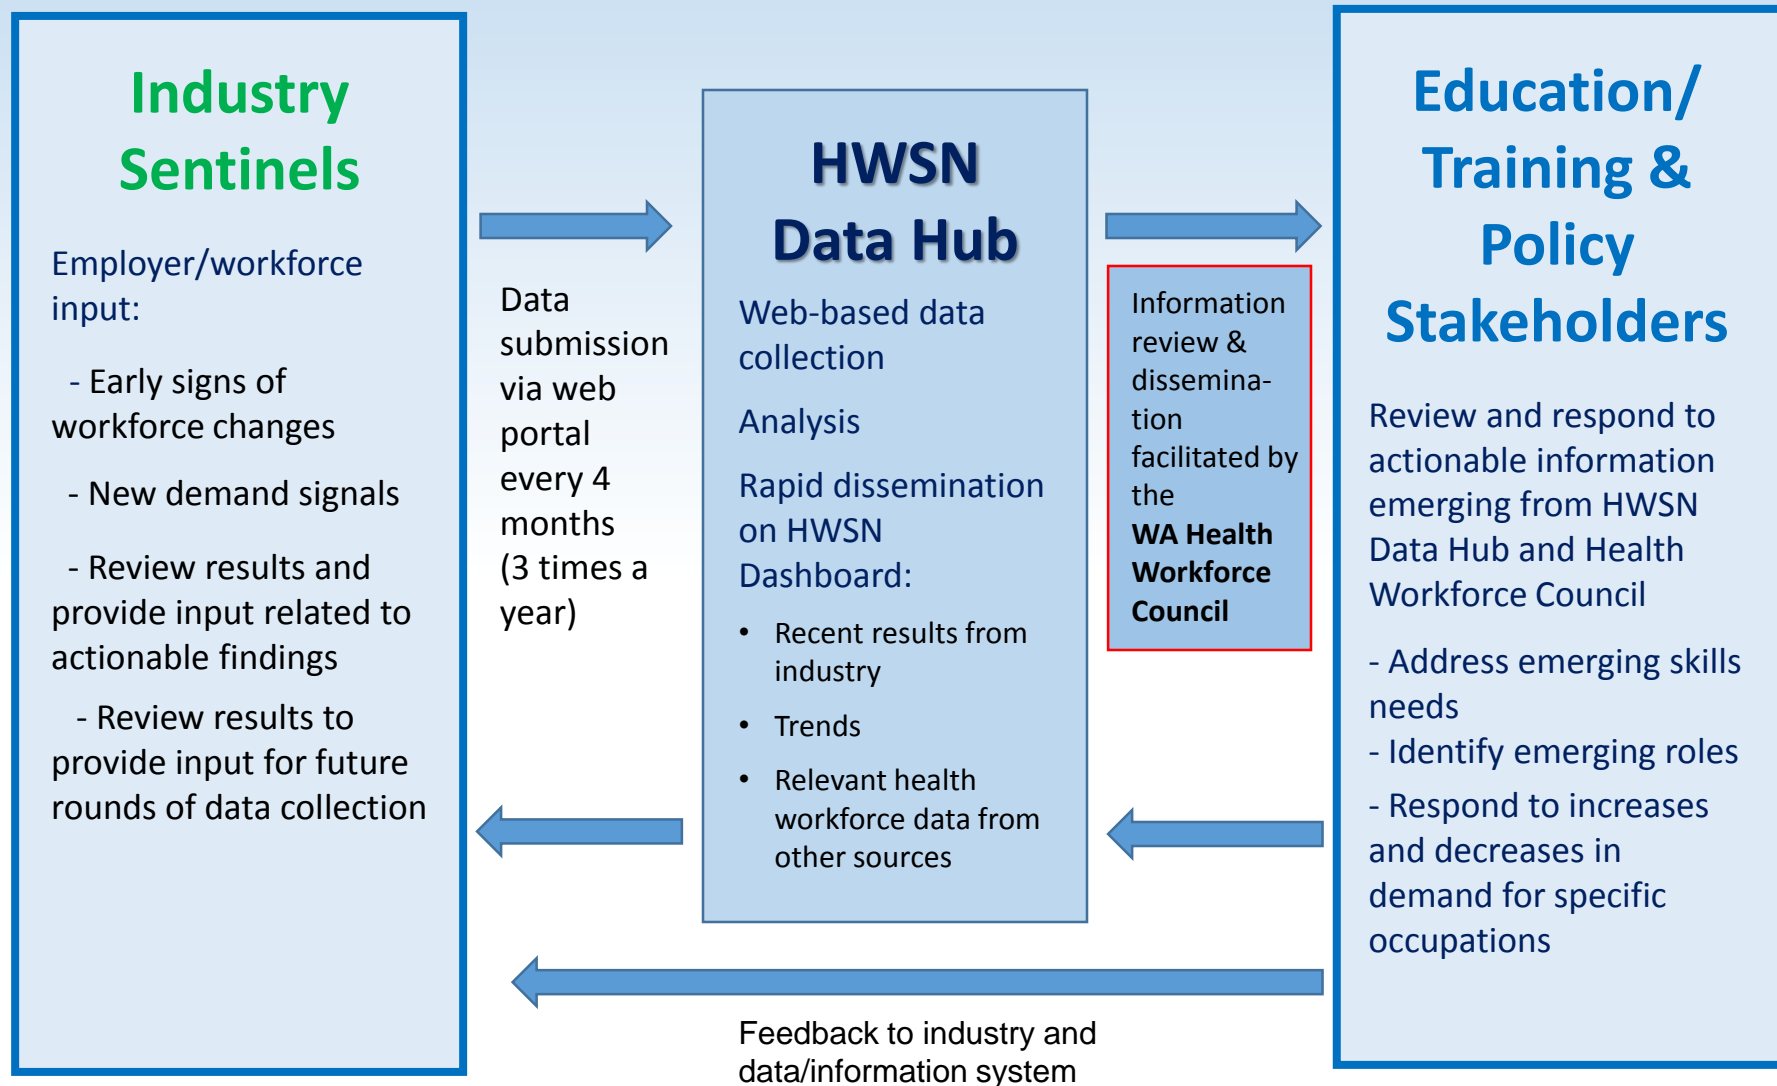 Industry
Sentinels
Employer/workforce
input:
- Early signs of
workforce changes
- New demand signals
- Review results and
provide input related to
actionable findings
- Review results to
provide input for future
rounds of data collection
Data
submission
via web
portal
every 4
months
(3 times a
year)
HWSN
Data Hub
Web-based data
collection
Analysis
Rapid dissemination
on HWSN
Dashboard:
• Recent results from
industry
• Trends
• Relevant health
workforce data from
other sources
Information
review &
dissemina-
tion
facilitated by
the
WA Health
Workforce
Council
Education/
Training &
Policy
Stakeholders
Review and respond to
actionable information
emerging from HWSN
Data Hub and Health
Workforce Council
- Address emerging skills
needs
- Identify emerging roles
- Respond to increases
and decreases in
demand for specific
occupations
Feedback to industry and
data/information system